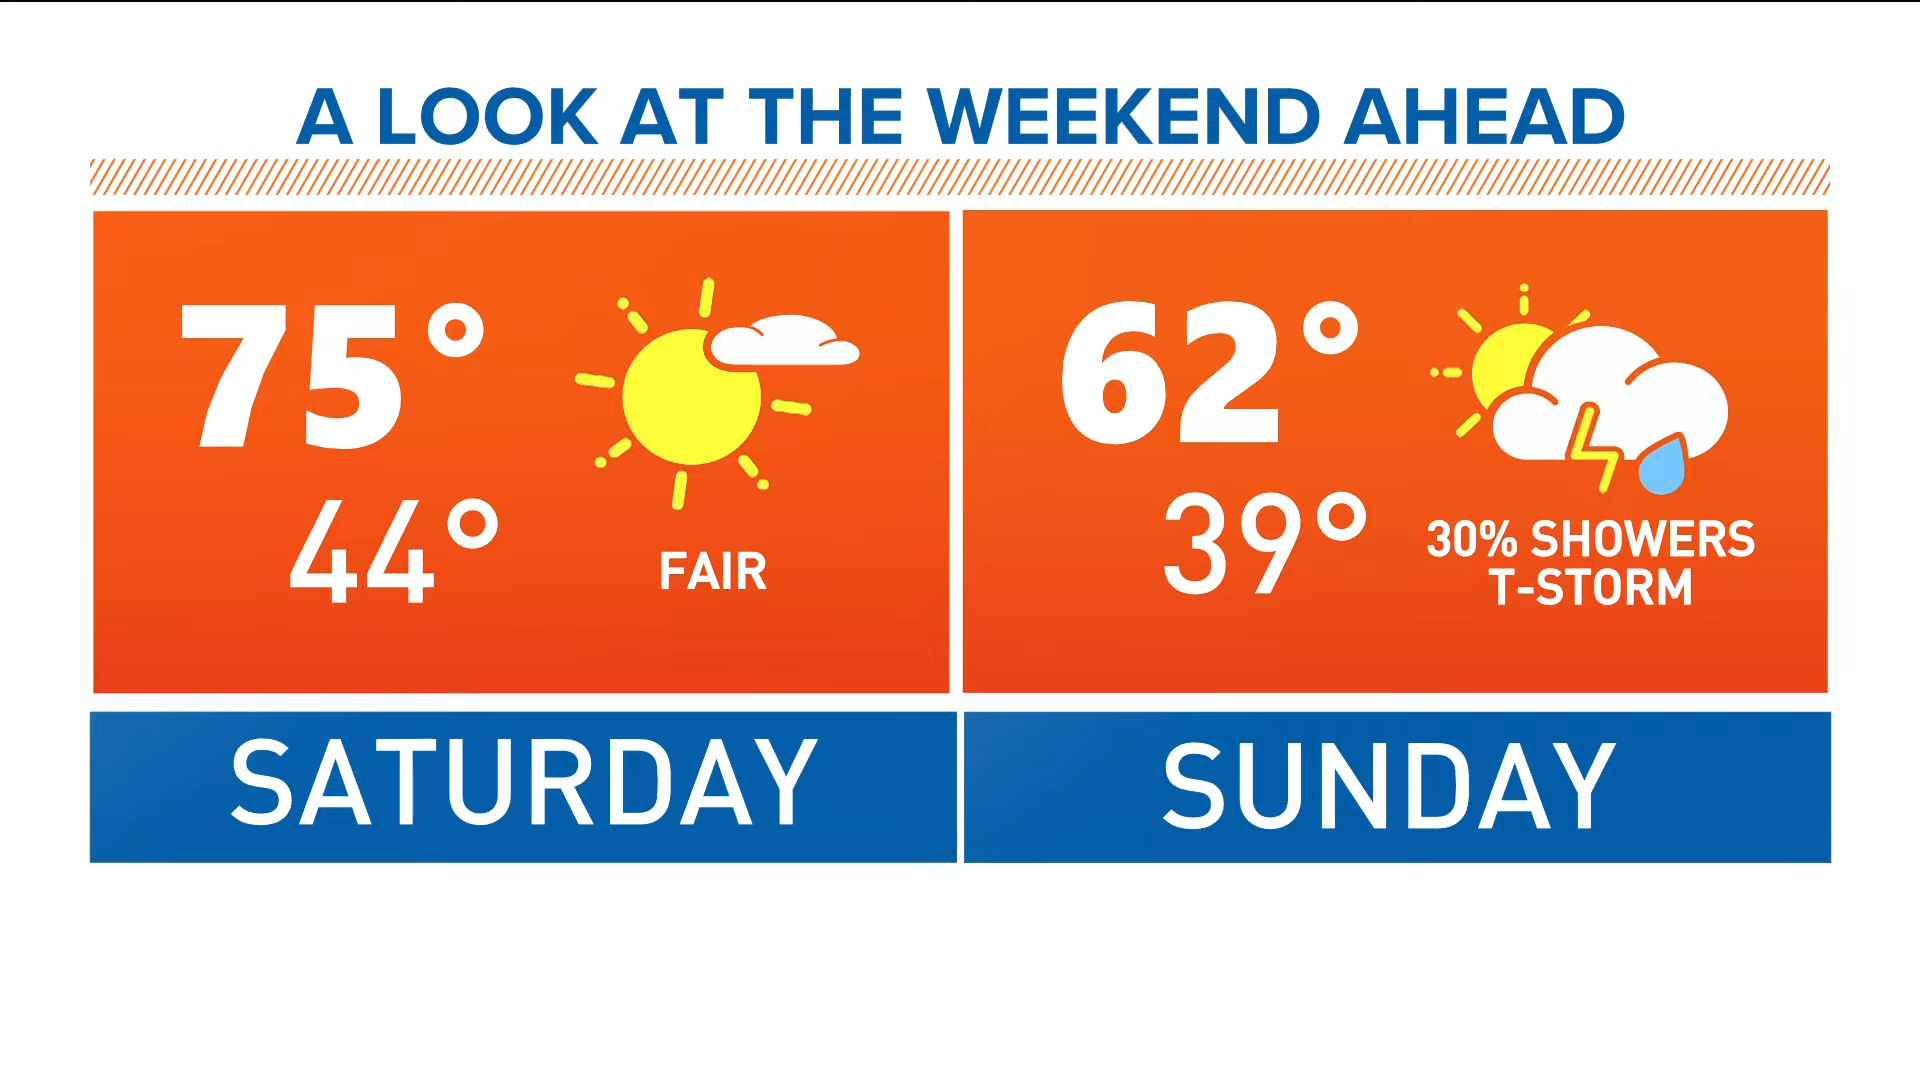 A LOOK AT THE WEEKEND AHEAD
75°
44°
FAIR
62°
39°
30% SHOWERS
T-STORM
SATURDAY
SUNDAY